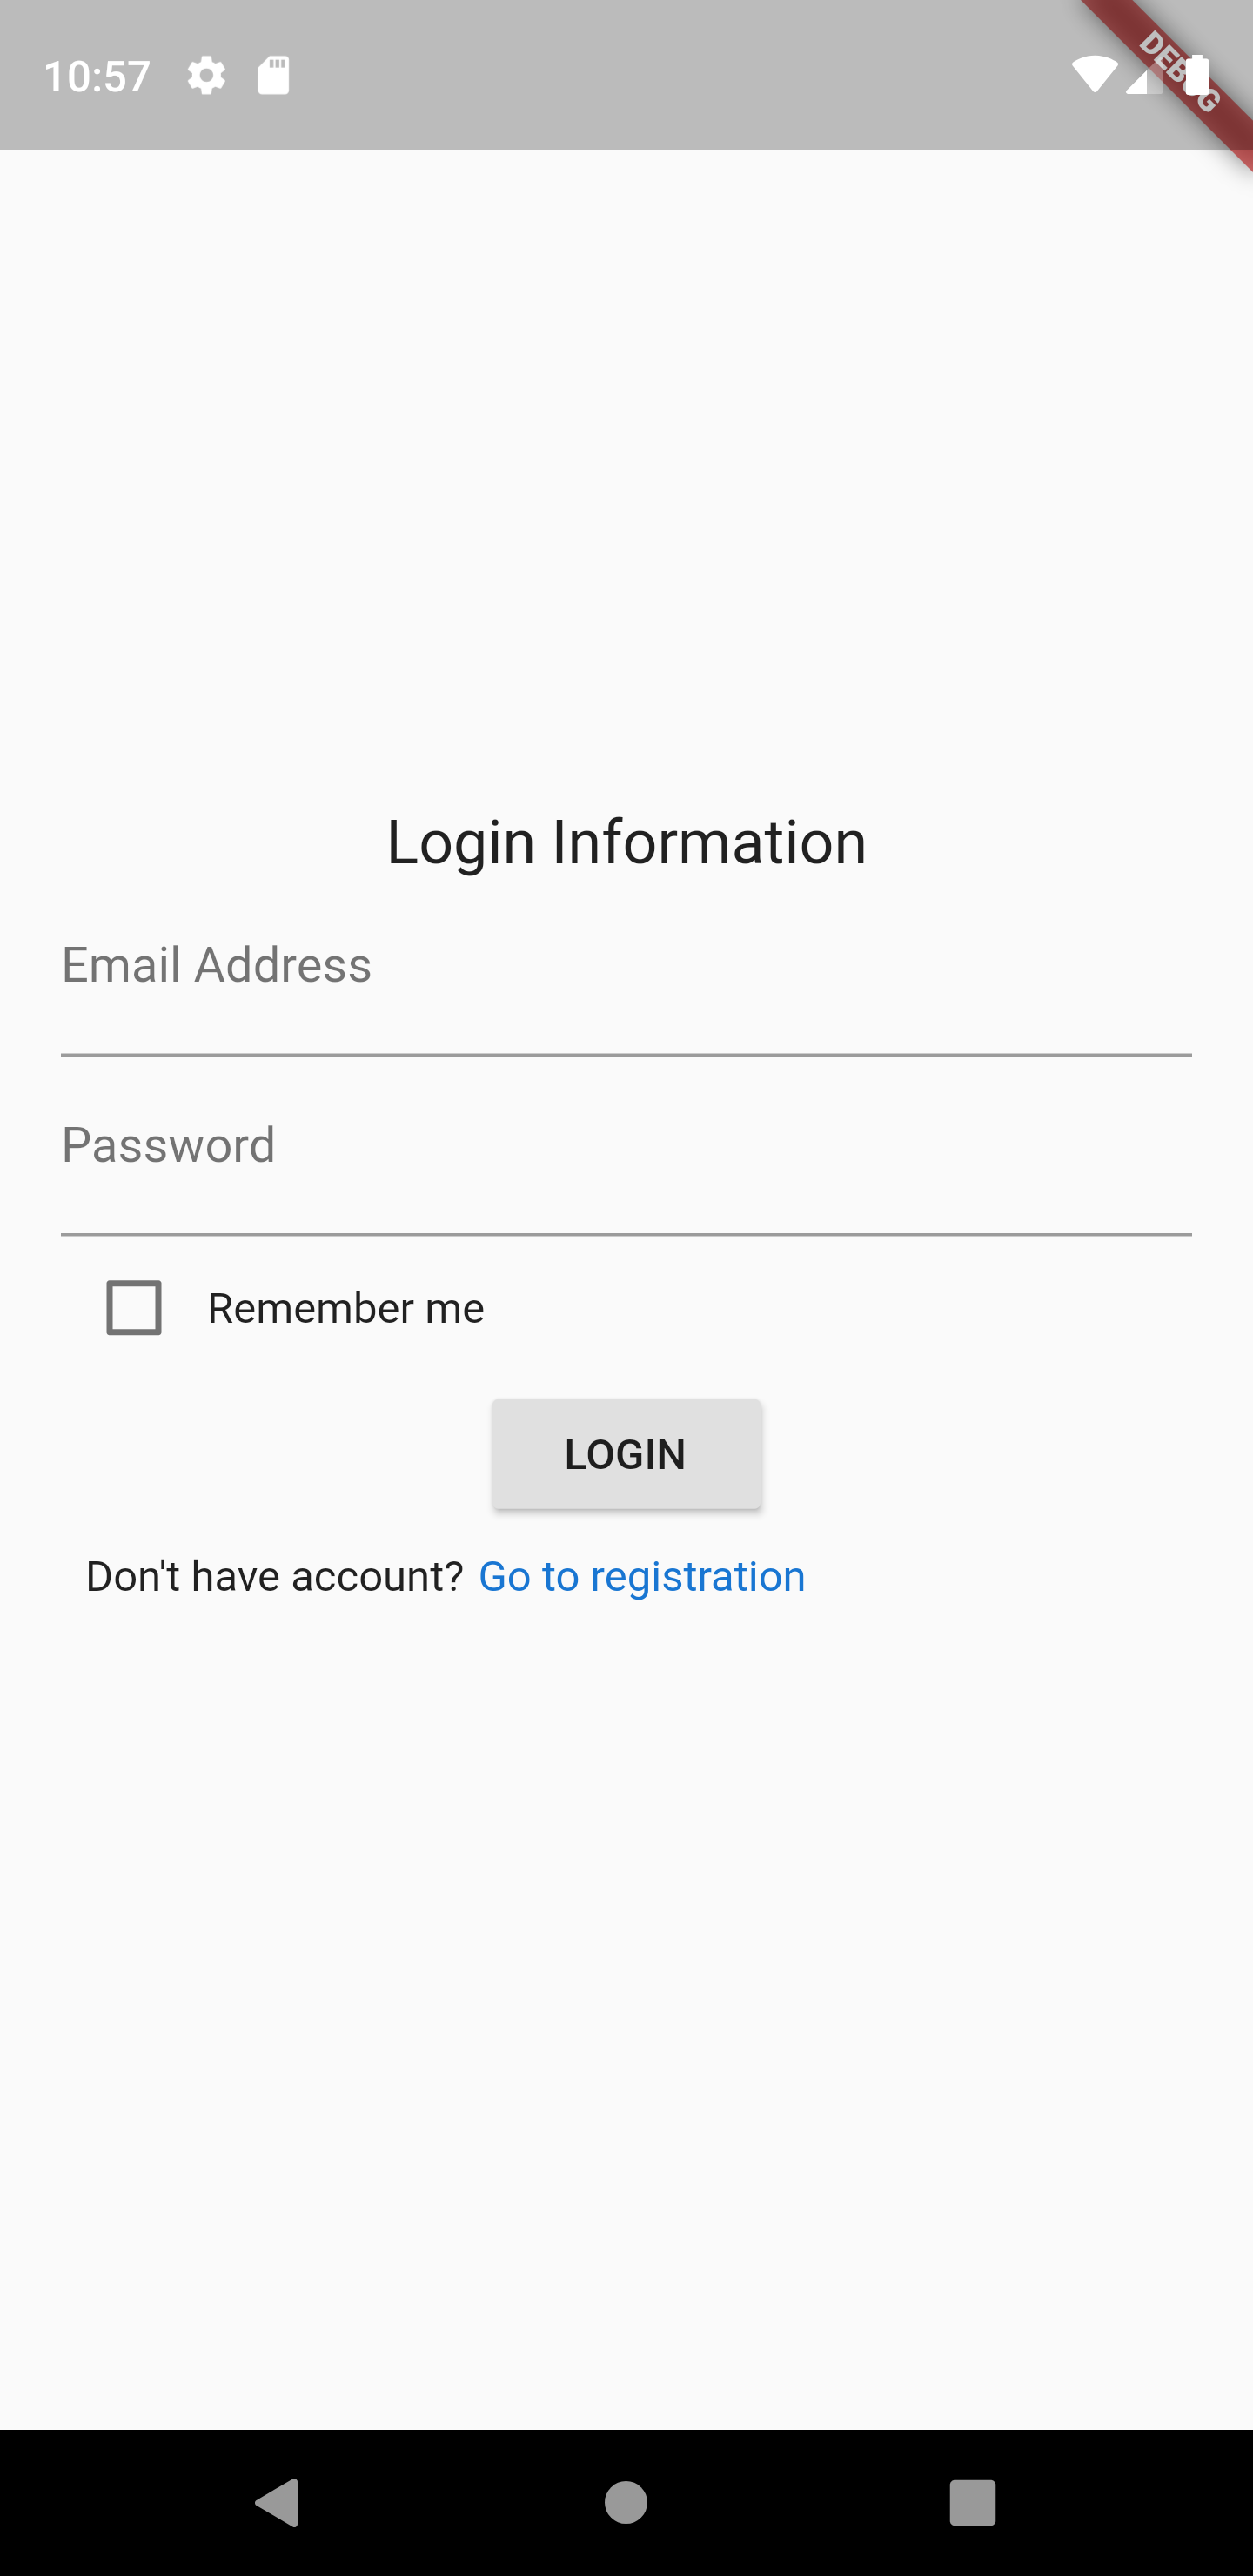 10:57
DEBUG
Login Information
Email Address
Password
Remember me
LOGIN
Don't have account? Go to registration